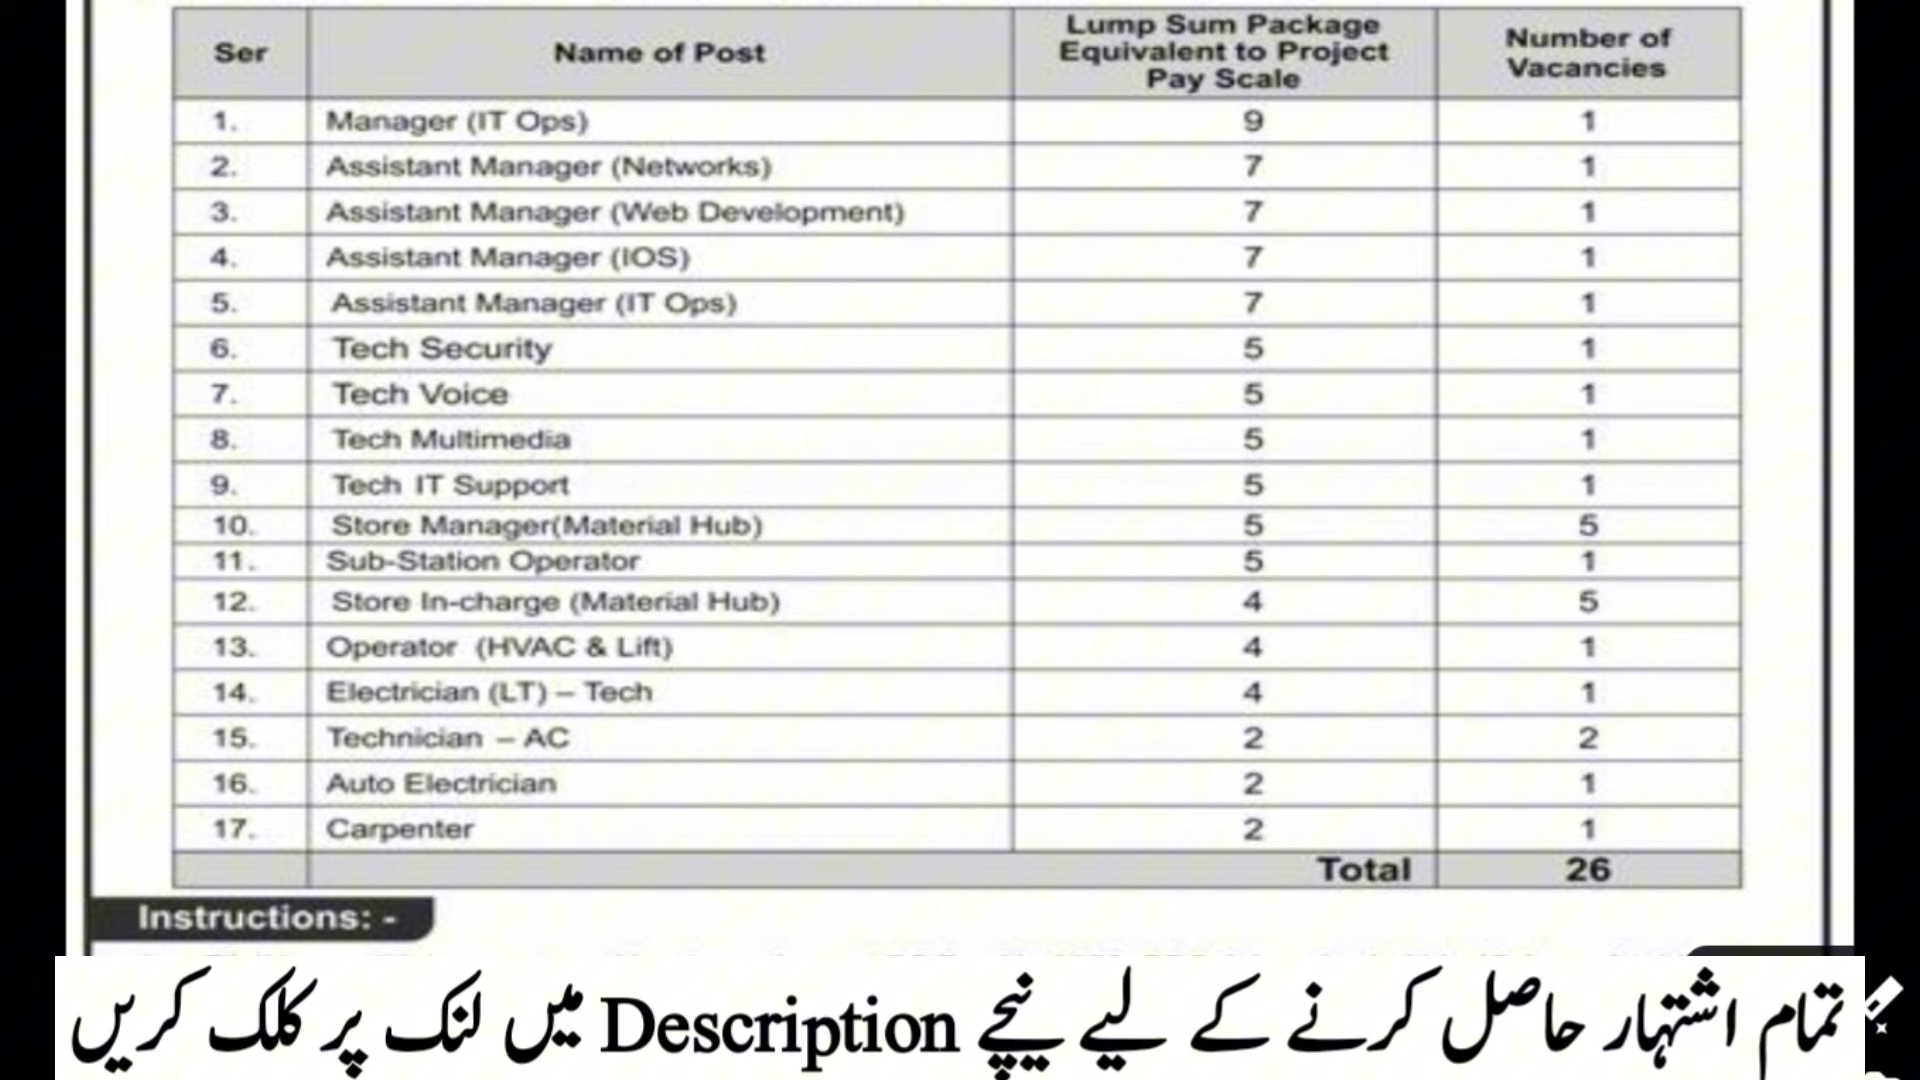 Ser Name of Post Lump Sum Package Equivalent to Project Pay Scale Number of Vacancies
1. Manager (IT Ops) 9 1
2. Assistant Manager (Networks) 7 1
3. Assistant Manager (Web Development) 7 1
4. Assistant Manager (IOS) 7 1
5. Assistant Manager (IT Ops) 7 1
6. Tech Security 5 1
7. Tech Voice 5 1
8. Tech Multimedia 5 1
9. Tech IT Support 5 1
10. Store Manager(Material Hub) 5 5
11. Sub-Station Operator 5 1
12. Store In-charge (Material Hub) 4 5
13. Operator (HVAC & Lift) 4 1
14. Electrician (LT) – Tech 4 1
15. Technician – AC 2 2
16. Auto Electrician 2 1
17. Carpenter 2 1
Total 26
Instructions: -
تمام اشتہار حاصل کرنے کے لیے نیچے Description میں لنک پر کلک کریں